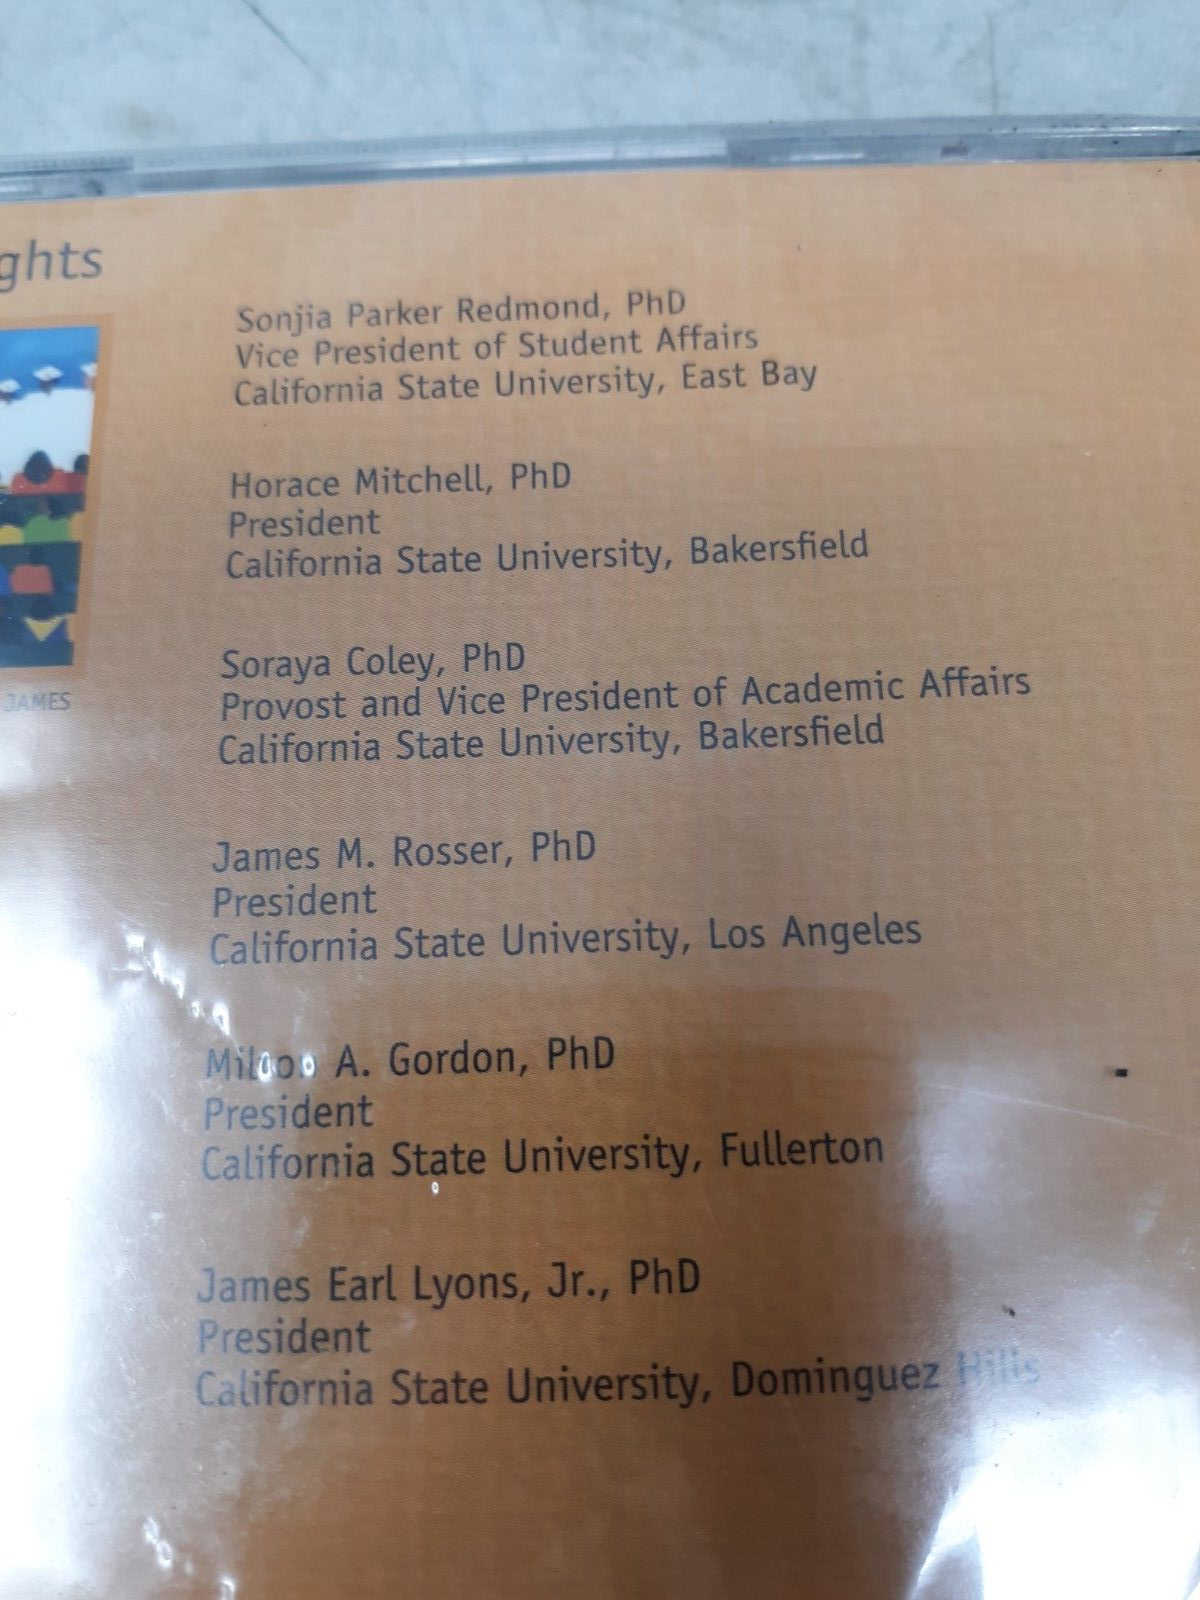 ghts
JAMES
Sonjia Parker Redmond, PhD
Vice President of Student Affairs
California State University, East Bay
Horace Mitchell, PhD
President
California State University, Bakersfield
Soraya Coley, PhD
Provost and Vice President of Academic Affairs
California State University, Bakersfield
James M. Rosser, PhD
President
California State University, Los Angeles
Milton A. Gordon, PhD
President
California State University, Fullerton
James Earl Lyons, Jr., PhD
President
California State University, Dominguez Hills